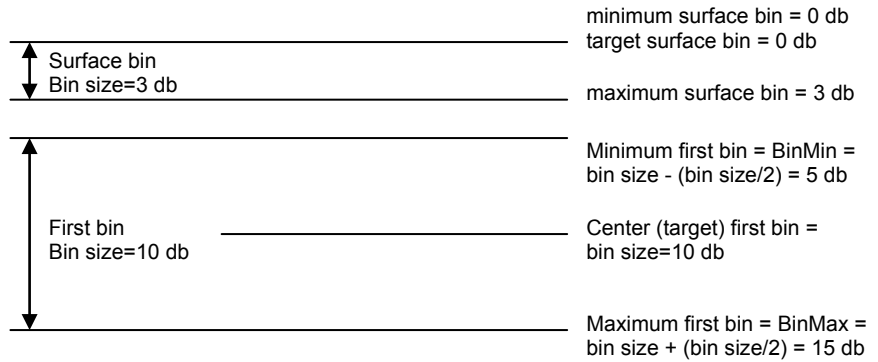 minimum surface bin = 0 db
target surface bin = 0 db
Surface bin
Bin size=3 db
maximum surface bin = 3 db
Minimum first bin = BinMin =
bin size - (bin size/2) = 5 db
First bin
Bin size=10 db
Center (target) first bin =
bin size=10 db
Maximum first bin = BinMax =
bin size + (bin size/2) = 15 db